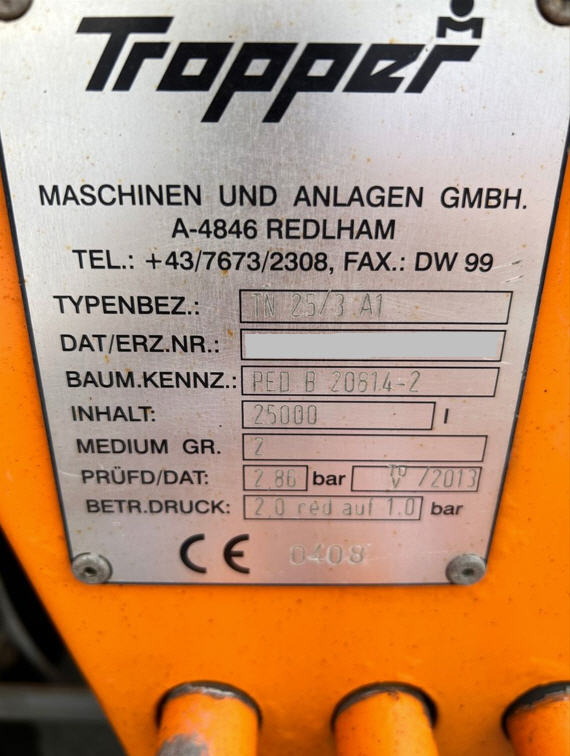 Tropper
MASCHINEN UND ANLAGEN GMBH.
A-4846 REDLHAM
TEL.: +43/7673/2308, FAX.: DW 99
TYPENBEZ.: TN 25/3 A1
DAT/ERZ.NR.:
BAUM.KENNZ.: RED B 20614-2
INHALT: 25000 l
MEDIUM GR. 2
PRÜFD/DAT: 2.86 bar /2013
BETR.DRUCK: 2.0 red auf 1.0 bar
CE 0408